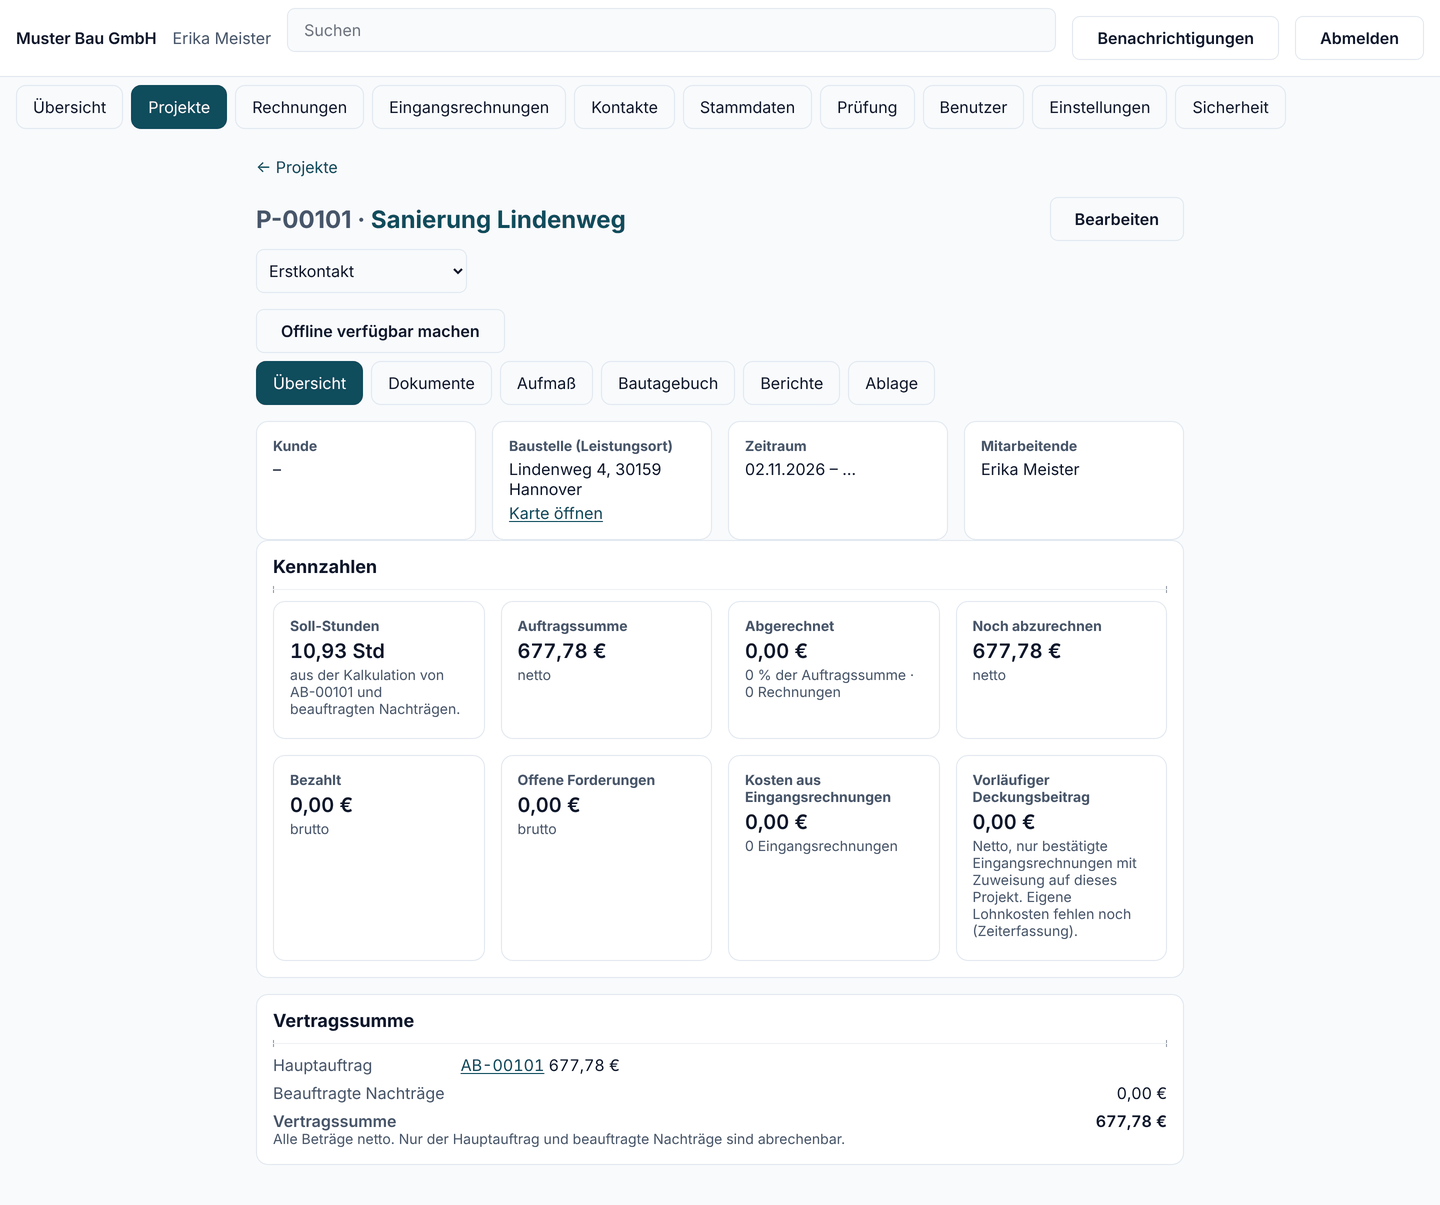 Muster Bau GmbH Erika Meister Suchen Benachrichtigungen Abmelden
Übersicht Projekte Rechnungen Eingangsrechnungen Kontakte Stammdaten Prüfung Benutzer Einstellungen Sicherheit
← Projekte
P-00101 · Sanierung Lindenweg Bearbeiten
Erstkontakt
Offline verfügbar machen
Übersicht Dokumente Aufmaß Bautagebuch Berichte Ablage
Kunde
–
Baustelle (Leistungsort)
Lindenweg 4, 30159
Hannover
Karte öffnen
Zeitraum
02.11.2026 – ...
Mitarbeitende
Erika Meister
Kennzahlen
Soll-Stunden
10,93 Std
aus der Kalkulation von
AB-00101 und
beauftragten Nachträgen.
Auftragssumme
677,78 €
netto
Abgerechnet
0,00 €
0 % der Auftragssumme ·
0 Rechnungen
Noch abzurechnen
677,78 €
netto
Bezahlt
0,00 €
brutto
Offene Forderungen
0,00 €
brutto
Kosten aus
Eingangsrechnungen
0,00 €
0 Eingangsrechnungen
Vorläufiger
Deckungsbeitrag
0,00 €
Netto, nur bestätigte
Eingangsrechnungen mit
Zuweisung auf dieses
Projekt. Eigene
Lohnkosten fehlen noch
(Zeiterfassung).
Vertragssumme
Hauptauftrag AB-00101 677,78 €
Beauftragte Nachträge 0,00 €
Vertragssumme 677,78 €
Alle Beträge netto. Nur der Hauptauftrag und beauftragte Nachträge sind abrechenbar.